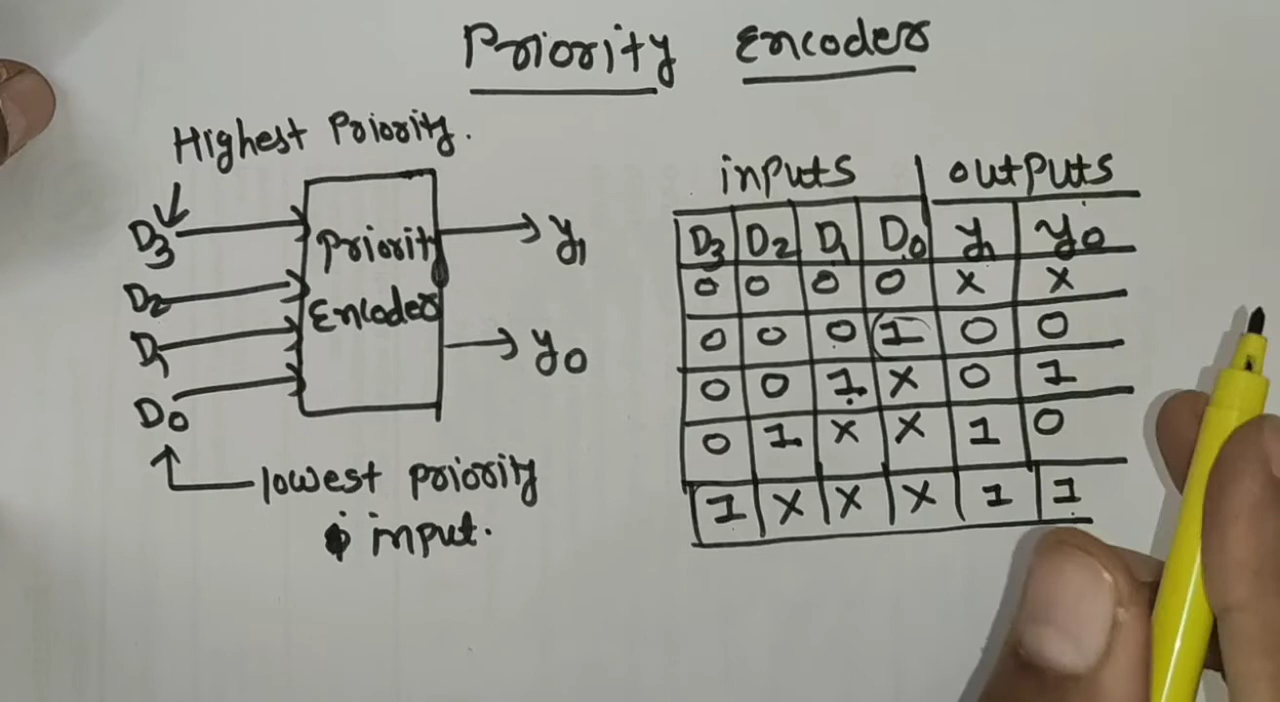 Priority Encoder
Highest Priority.
D3
D2
D1
D0
Priority
Encoder
y1
y0
lowest priority
input.
inputs outputs
D3 D2 D1 D0 y1 y0
0 0 0 0 x x
0 0 0 1 0 0
0 0 1 x 0 1
0 1 x x 1 0
1 x x x 1 1